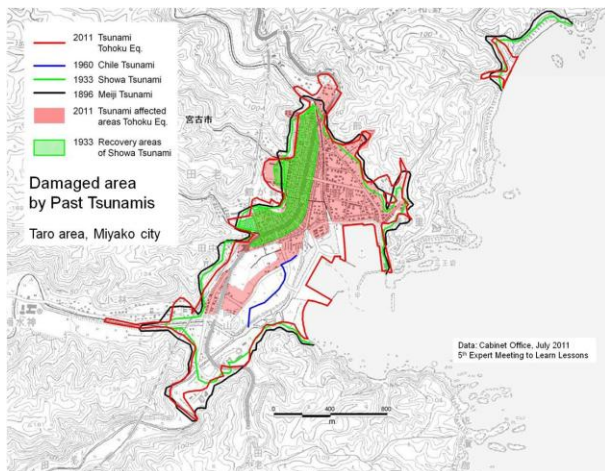 2011 Tsunami
Tohoku Eq.
1960 Chile Tsunami
1933 Showa Tsunami
1896 Meiji Tsunami
2011 Tsunami affected
areas Tohoku Eq.
1933 Recovery areas
of Showa Tsunami
宮古市
Damaged area
by Past Tsunamis
Taro area, Miyako city
Data: Cabinet Office, July 2011
5th Expert Meeting to Learn Lessons
0 400 800
m